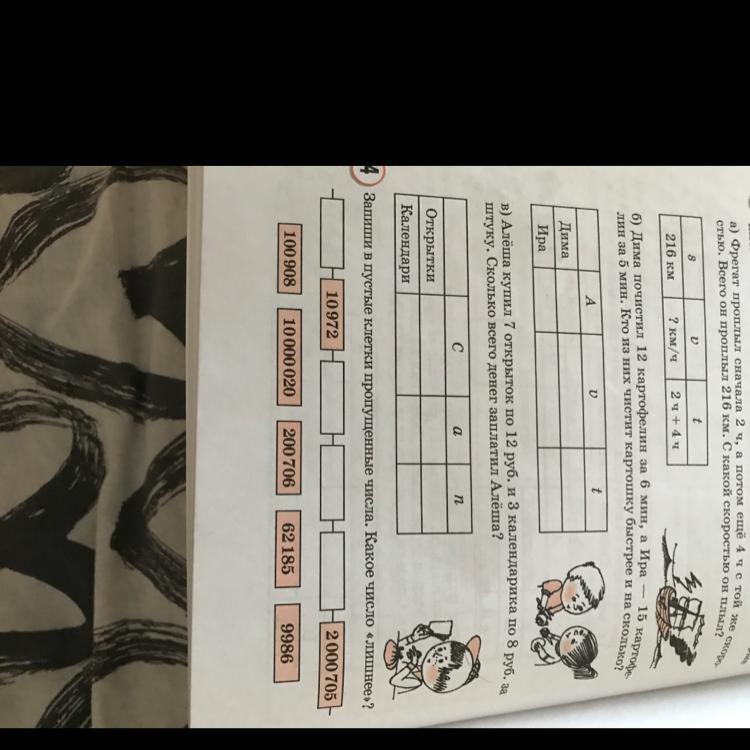 а) Фрегат проплыл сначала 2 ч, а потом ещё 4 ч с той же скоро-
стью. Всего он проплыл 216 км. С какой скоростью он плыл?
s v t
216 км ? км/ч 2 ч + 4 ч
б) Дима почистил 12 картофелин за 6 мин, а Ира — 15 картофе-
лин за 5 мин. Кто из них чистит картошку быстрее и на сколько?
A v t
Дима
Ира
в) Алёша купил 7 открыток по 12 руб. и 3 календарика по 8 руб. за
штуку. Сколько всего денег заплатил Алёша?
C a n
Открытки
Календари
4 Запиши в пустые клетки пропущенные числа. Какое число «лишнее»?
10972 2000705
100908 10000020 200706 62185 9986